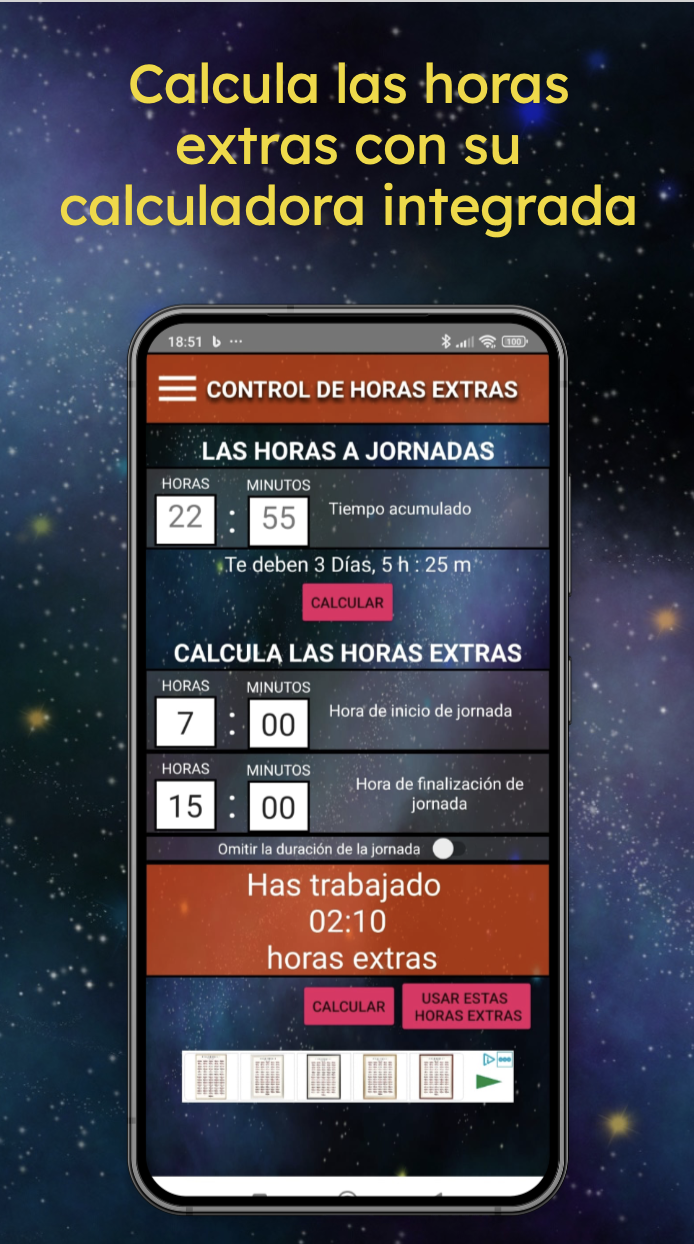 Calcula las horas
extras con su
calculadora integrada
18:51
100
CONTROL DE HORAS EXTRAS
LAS HORAS A JORNADAS
HORAS MINUTOS
22 : 55 Tiempo acumulado
Te deben 3 Días, 5 h : 25 m
CALCULAR
CALCULA LAS HORAS EXTRAS
HORAS MINUTOS
7 : 00 Hora de inicio de jornada
HORAS MINUTOS
15 : 00 Hora de finalización de
jornada
Omitir la duración de la jornada
Has trabajado
02:10
horas extras
CALCULAR
USAR ESTAS
HORAS EXTRAS